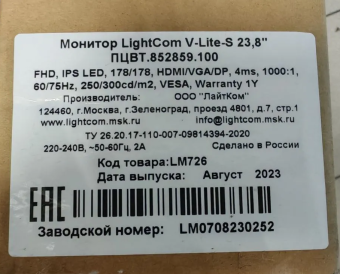 Монитор LightCom V-Lite-S 23,8"
ПЦВТ.852859.100
FHD, IPS LED, 178/178, HDMI/VGA/DP, 4ms, 1000:1,
60/75Hz, 250/300cd/m2, VESA, Warranty 1Y
Производитель: ООО "ЛайтКом"
124460, г.Москва, г.Зеленоград, проезд 4801, д.7, стр.1
www.lightcom.msk.ru lightcom.msk.ru
ТУ 26.20.17-110-007-09814394-2020
220-240В, ~50-60Гц, 2А Сделано в России
Код товара:LM726
Дата выпуска: Август 2023
EAC
Заводской номер: LM0708230252